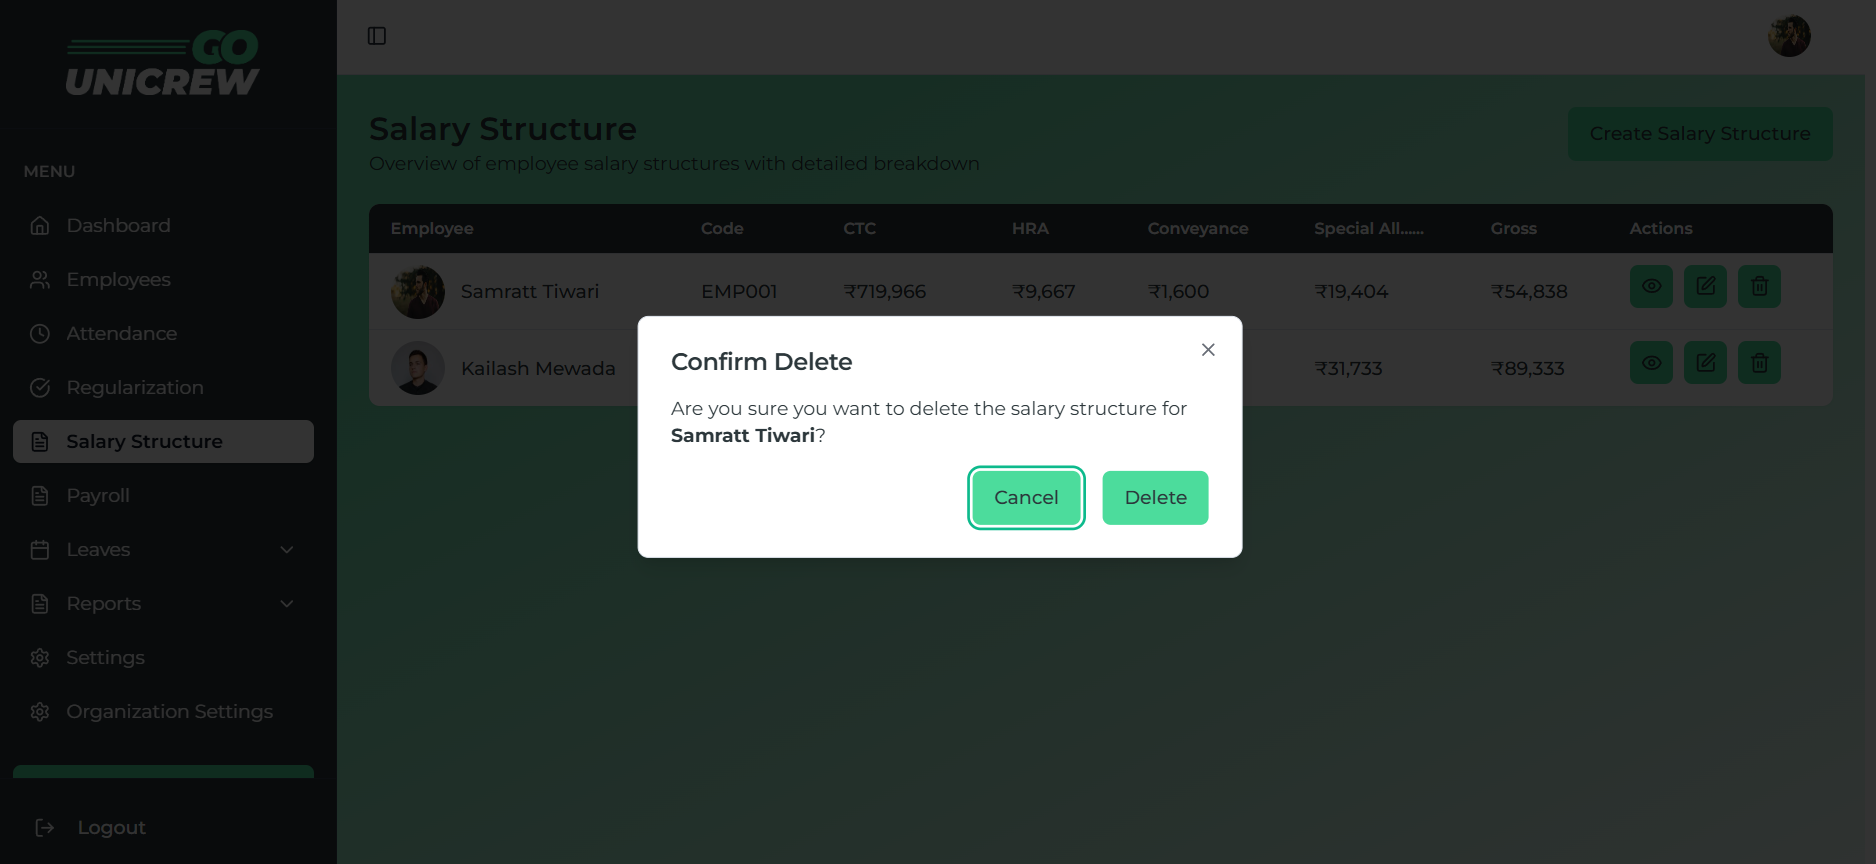 GO
UNICREW
MENU
Dashboard
Employees
Attendance
Regularization
Salary Structure
Payroll
Leaves
Reports
Settings
Organization Settings
Logout
Salary Structure
Overview of employee salary structures with detailed breakdown
Create Salary Structure
Employee Code CTC HRA Conveyance Special All...... Gross Actions
Samratt Tiwari EMP001 ₹719,966 ₹9,667 ₹1,600 ₹19,404 ₹54,838
Kailash Mewada ₹31,733 ₹89,333
Confirm Delete
Are you sure you want to delete the salary structure for
Samratt Tiwari?
Cancel Delete